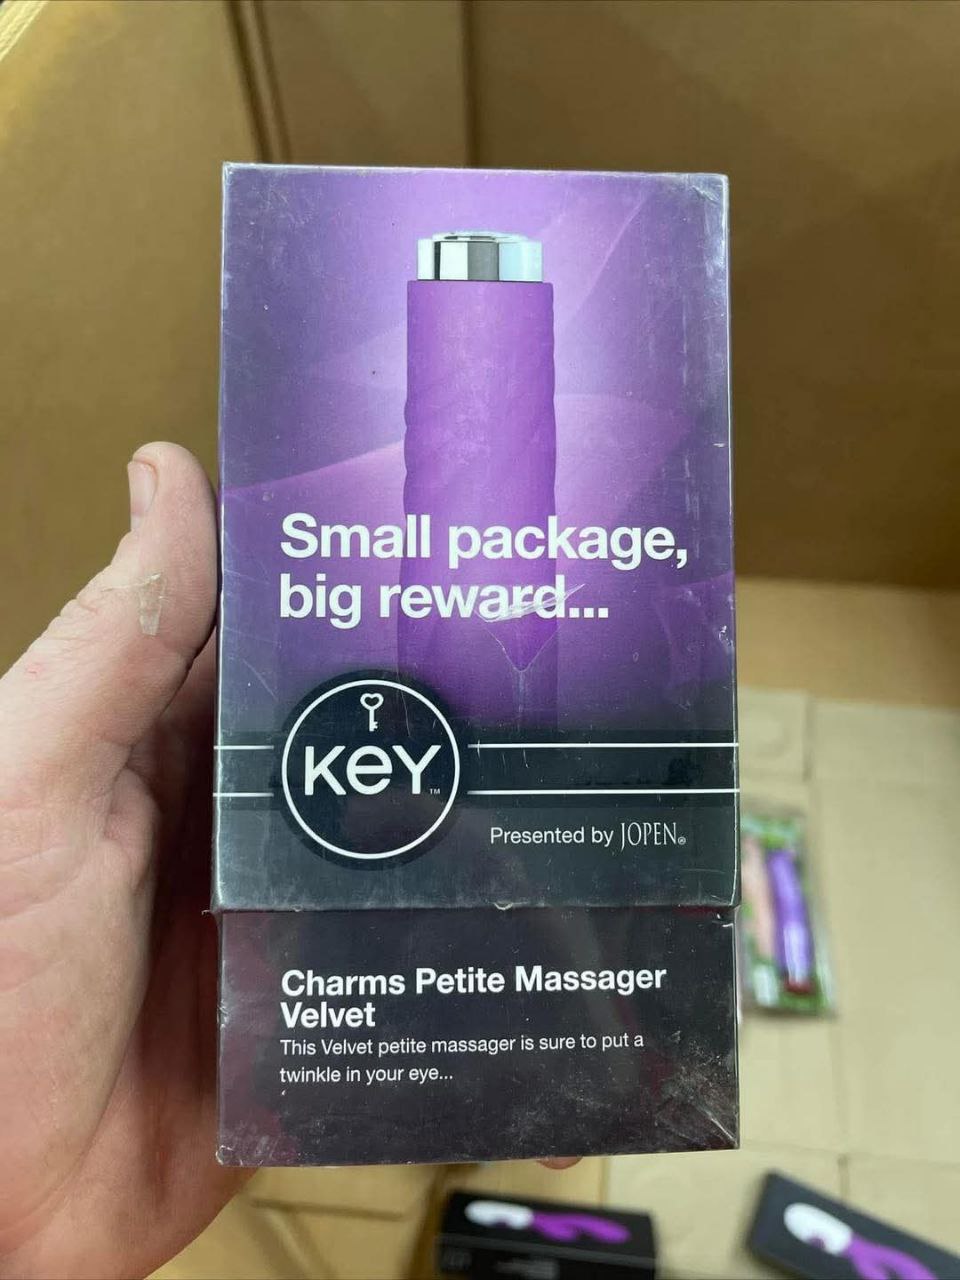 Small package,
big reward...
KEY™
Presented by JOPEN®
Charms Petite Massager
Velvet
This Velvet petite massager is sure to put a
twinkle in your eye...